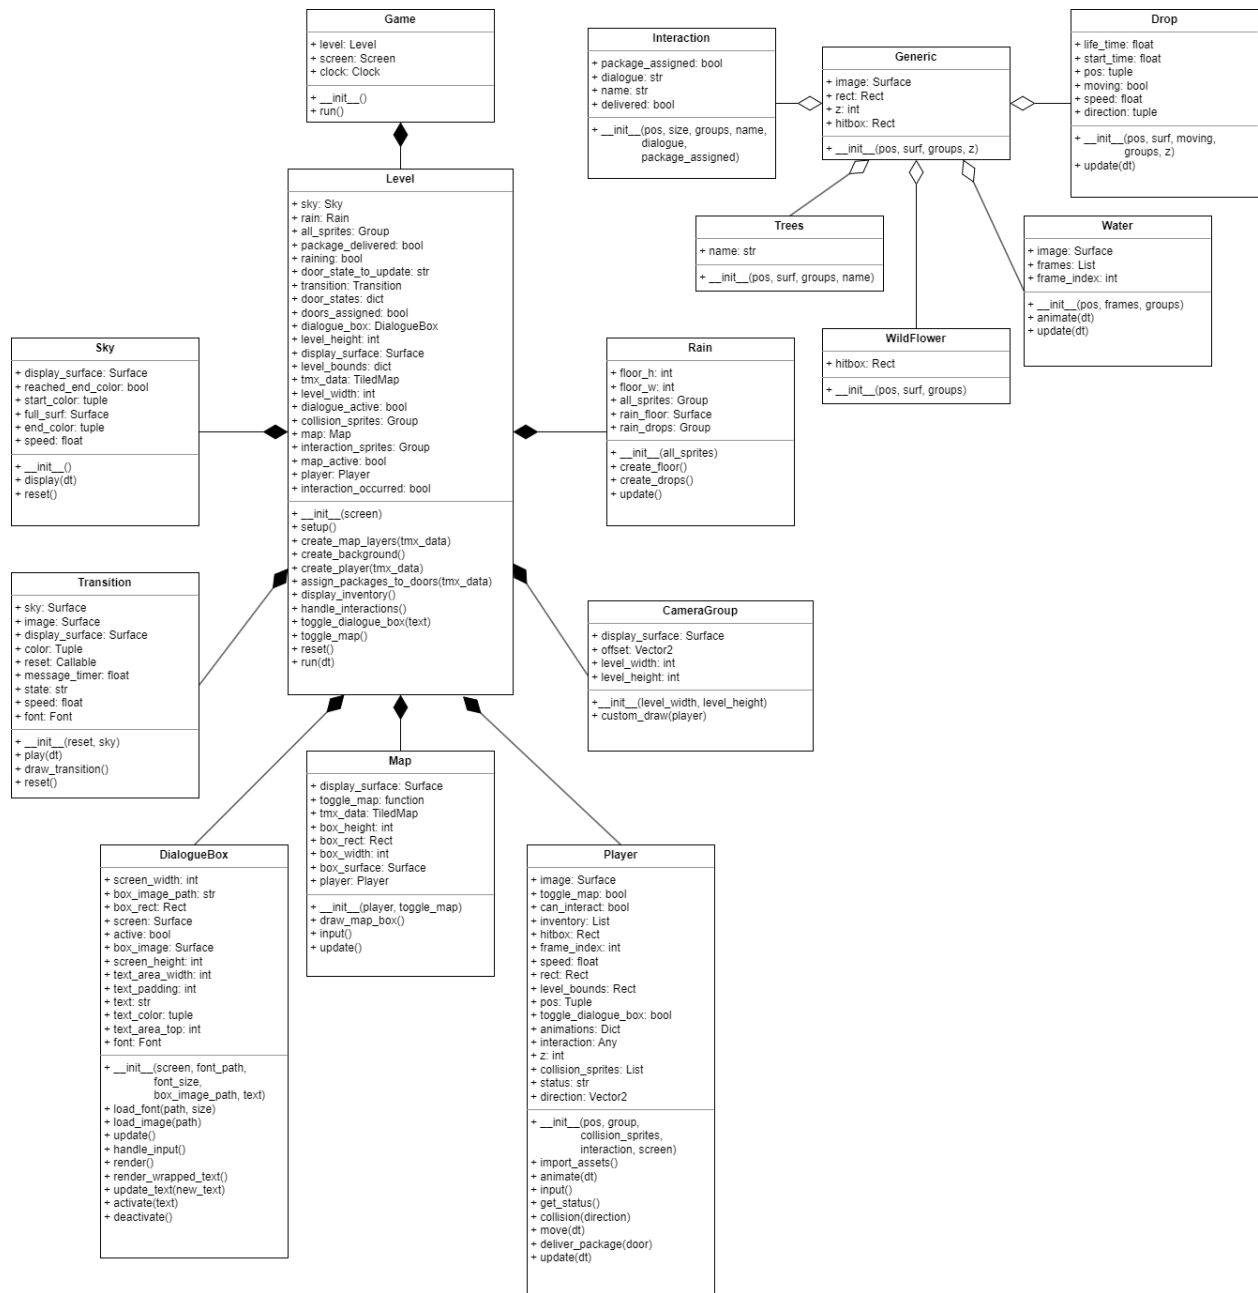 Game
+ level: Level
+ screen: Screen
+ clock: Clock
+ __init__()
+ run()
Interaction
+ package_assigned: bool
+ dialogue: str
+ name: str
+ delivered: bool
+ __init__(pos, size, groups, name,
dialogue,
package_assigned)
Generic
+ image: Surface
+ rect: Rect
+ z: int
+ hitbox: Rect
+ __init__(pos, surf, groups, z)
Drop
+ life_time: float
+ start_time: float
+ pos: tuple
+ moving: bool
+ speed: float
+ direction: tuple
+ __init__(pos, surf, moving,
groups, z)
+ update(dt)
Level
+ sky: Sky
+ rain: Rain
+ all_sprites: Group
+ package_delivered: bool
+ raining: bool
+ door_state_to_update: str
+ transition: Transition
+ door_states: dict
+ doors_assigned: bool
+ dialogue_box: DialogueBox
+ level_height: int
+ display_surface: Surface
+ level_bounds: dict
+ tmx_data: TiledMap
+ level_width: int
+ dialogue_active: bool
+ collision_sprites: Group
+ map: Map
+ interaction_sprites: Group
+ map_active: bool
+ player: Player
+ interaction_occurred: bool
+ __init__(screen)
+ setup()
+ create_map_layers(tmx_data)
+ create_background()
+ create_player(tmx_data)
+ assign_packages_to_doors(tmx_data)
+ display_inventory()
+ handle_interactions()
+ toggle_dialogue_box(text)
+ toggle_map()
+ reset()
+ run(dt)
Trees
+ name: str
+ __init__(pos, surf, groups, name)
Water
+ image: Surface
+ frames: List
+ frame_index: int
+ __init__(pos, frames, groups)
+ animate(dt)
+ update(dt)
WildFlower
+ hitbox: Rect
+ __init__(pos, surf, groups)
Sky
+ display_surface: Surface
+ reached_end_color: bool
+ start_color: tuple
+ full_surf: Surface
+ end_color: tuple
+ speed: float
+ __init__()
+ display(dt)
+ reset()
Rain
+ floor_h: int
+ floor_w: int
+ all_sprites: Group
+ rain_floor: Surface
+ rain_drops: Group
+ __init__(all_sprites)
+ create_floor()
+ create_drops()
+ update()
Transition
+ sky: Surface
+ image: Surface
+ display_surface: Surface
+ color: Tuple
+ reset: Callable
+ message_timer: float
+ state: str
+ speed: float
+ font: Font
+ __init__(reset, sky)
+ play(dt)
+ draw_transition()
+ reset()
CameraGroup
+ display_surface: Surface
+ offset: Vector2
+ level_width: int
+ level_height: int
+__init__(level_width, level_height)
+ custom_draw(player)
Map
+ display_surface: Surface
+ toggle_map: function
+ tmx_data: TiledMap
+ box_height: int
+ box_rect: Rect
+ box_width: int
+ box_surface: Surface
+ player: Player
+ __init__(player, toggle_map)
+ draw_map_box()
+ input()
+ update()
DialogueBox
+ screen_width: int
+ box_image_path: str
+ box_rect: Rect
+ screen: Surface
+ active: bool
+ box_image: Surface
+ screen_height: int
+ text_area_width: int
+ text_padding: int
+ text: str
+ text_color: tuple
+ text_area_top: int
+ font: Font
+ __init__(screen, font_path,
font_size,
box_image_path, text)
+ load_font(path, size)
+ load_image(path)
+ update()
+ handle_input()
+ render()
+ render_wrapped_text()
+ update_text(new_text)
+ activate(text)
+ deactivate()
Player
+ image: Surface
+ toggle_map: bool
+ can_interact: bool
+ inventory: List
+ hitbox: Rect
+ frame_index: int
+ speed: float
+ rect: Rect
+ level_bounds: Rect
+ pos: Tuple
+ toggle_dialogue_box: bool
+ animations: Dict
+ interaction: Any
+ z: int
+ collision_sprites: List
+ status: str
+ direction: Vector2
+ __init__(pos, group,
collision_sprites,
interaction, screen)
+ import_assets()
+ animate(dt)
+ input()
+ get_status()
+ collision(direction)
+ move(dt)
+ deliver_package(door)
+ update(dt)